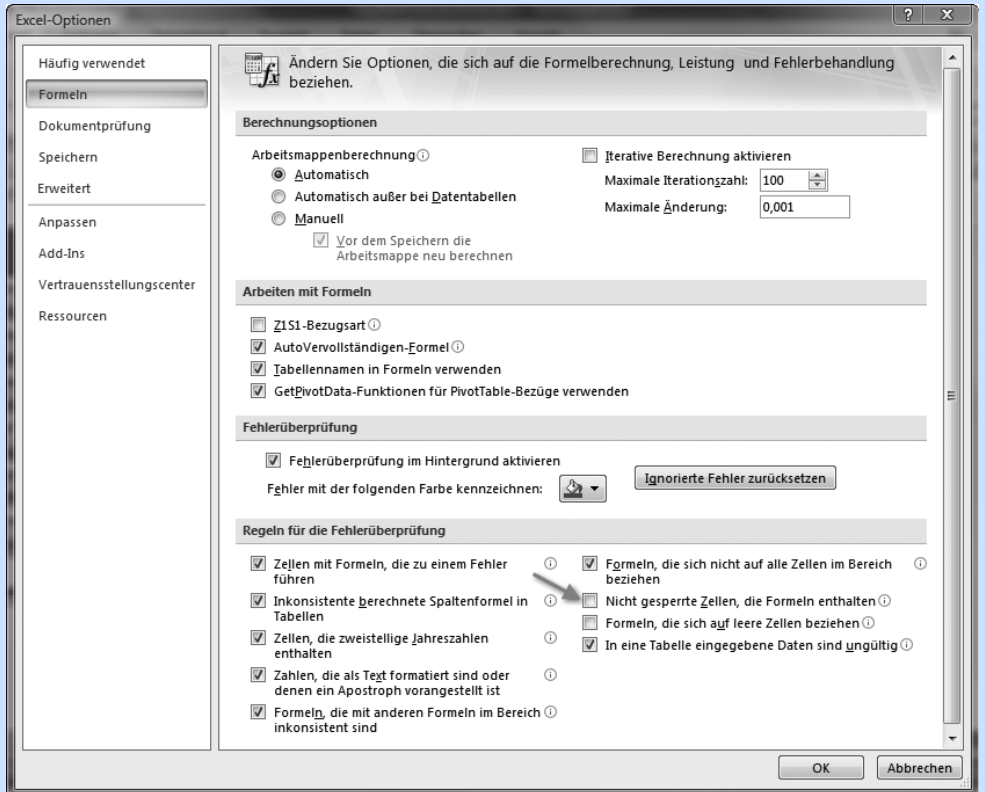 Excel-Optionen
Häufig verwendet
Formeln
Dokumentprüfung
Speichern
Erweitert
Anpassen
Add-Ins
Vertrauensstellungscenter
Ressourcen
Ändern Sie Optionen, die sich auf die Formelberechnung, Leistung und Fehlerbehandlung
beziehen.
Berechnungsoptionen
Arbeitsmappenberechnung
Automatisch
Automatisch außer bei Datentabellen
Manuell
Vor dem Speichern die
Arbeitsmappe neu berechnen
Iterative Berechnung aktivieren
Maximale Iterationszahl: 100
Maximale Änderung: 0,001
Arbeiten mit Formeln
Z1S1-Bezugsart
AutoVervollständigen-Formel
Tabellennamen in Formeln verwenden
GetPivotData-Funktionen für PivotTable-Bezüge verwenden
Fehlerüberprüfung
Fehlerüberprüfung im Hintergrund aktivieren
Fehler mit der folgenden Farbe kennzeichnen:
Ignorierte Fehler zurücksetzen
Regeln für die Fehlerüberprüfung
Zellen mit Formeln, die zu einem Fehler
führen
Inkonsistente berechnete Spaltenformel in
Tabellen
Zellen, die zweistellige Jahreszahlen
enthalten
Zahlen, die als Text formatiert sind oder
denen ein Apostroph vorangestellt ist
Formeln, die mit anderen Formeln im Bereich
inkonsistent sind
Formeln, die sich nicht auf alle Zellen im Bereich
beziehen
Nicht gesperrte Zellen, die Formeln enthalten
Formeln, die sich auf leere Zellen beziehen
In eine Tabelle eingegebene Daten sind ungültig
OK
Abbrechen